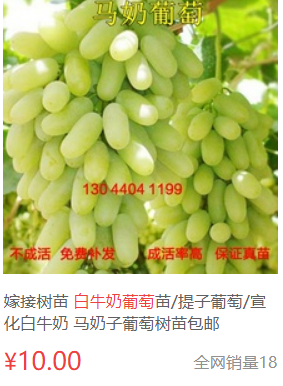 马奶葡萄
130 4404 1199
不成活 免费补发 成活率高 保证真苗
嫁接树苗 白牛奶葡萄苗/提子葡萄/宣
化白牛奶 马奶子葡萄树苗包邮
¥10.00 全网销量18